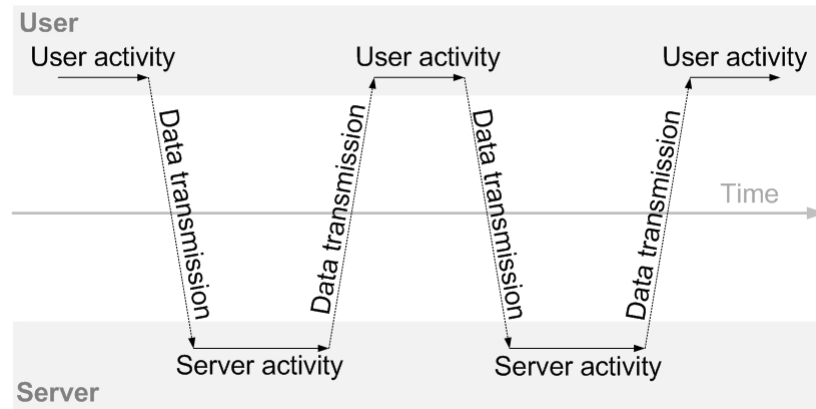 User
User activity
User activity
User activity
Data transmission
Data transmission
Data transmission
Data transmission
Time
Server activity
Server activity
Server